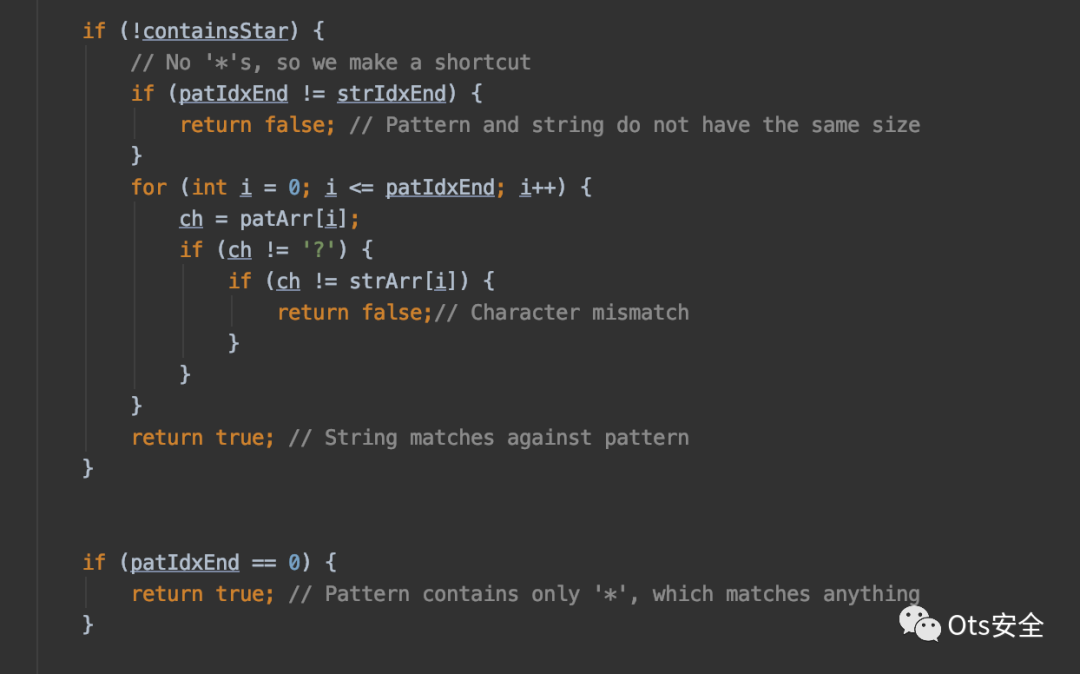 if (!containsStar) {
// No '*'s, so we make a shortcut
if (patIdxEnd != strIdxEnd) {
return false; // Pattern and string do not have the same size
}
for (int i = 0; i <= patIdxEnd; i++) {
ch = patArr[i];
if (ch != '?') {
if (ch != strArr[i]) {
return false;// Character mismatch
}
}
}
return true; // String matches against pattern
}
if (patIdxEnd == 0) {
return true; // Pattern contains only '*', which matches anything
}
Ots安全